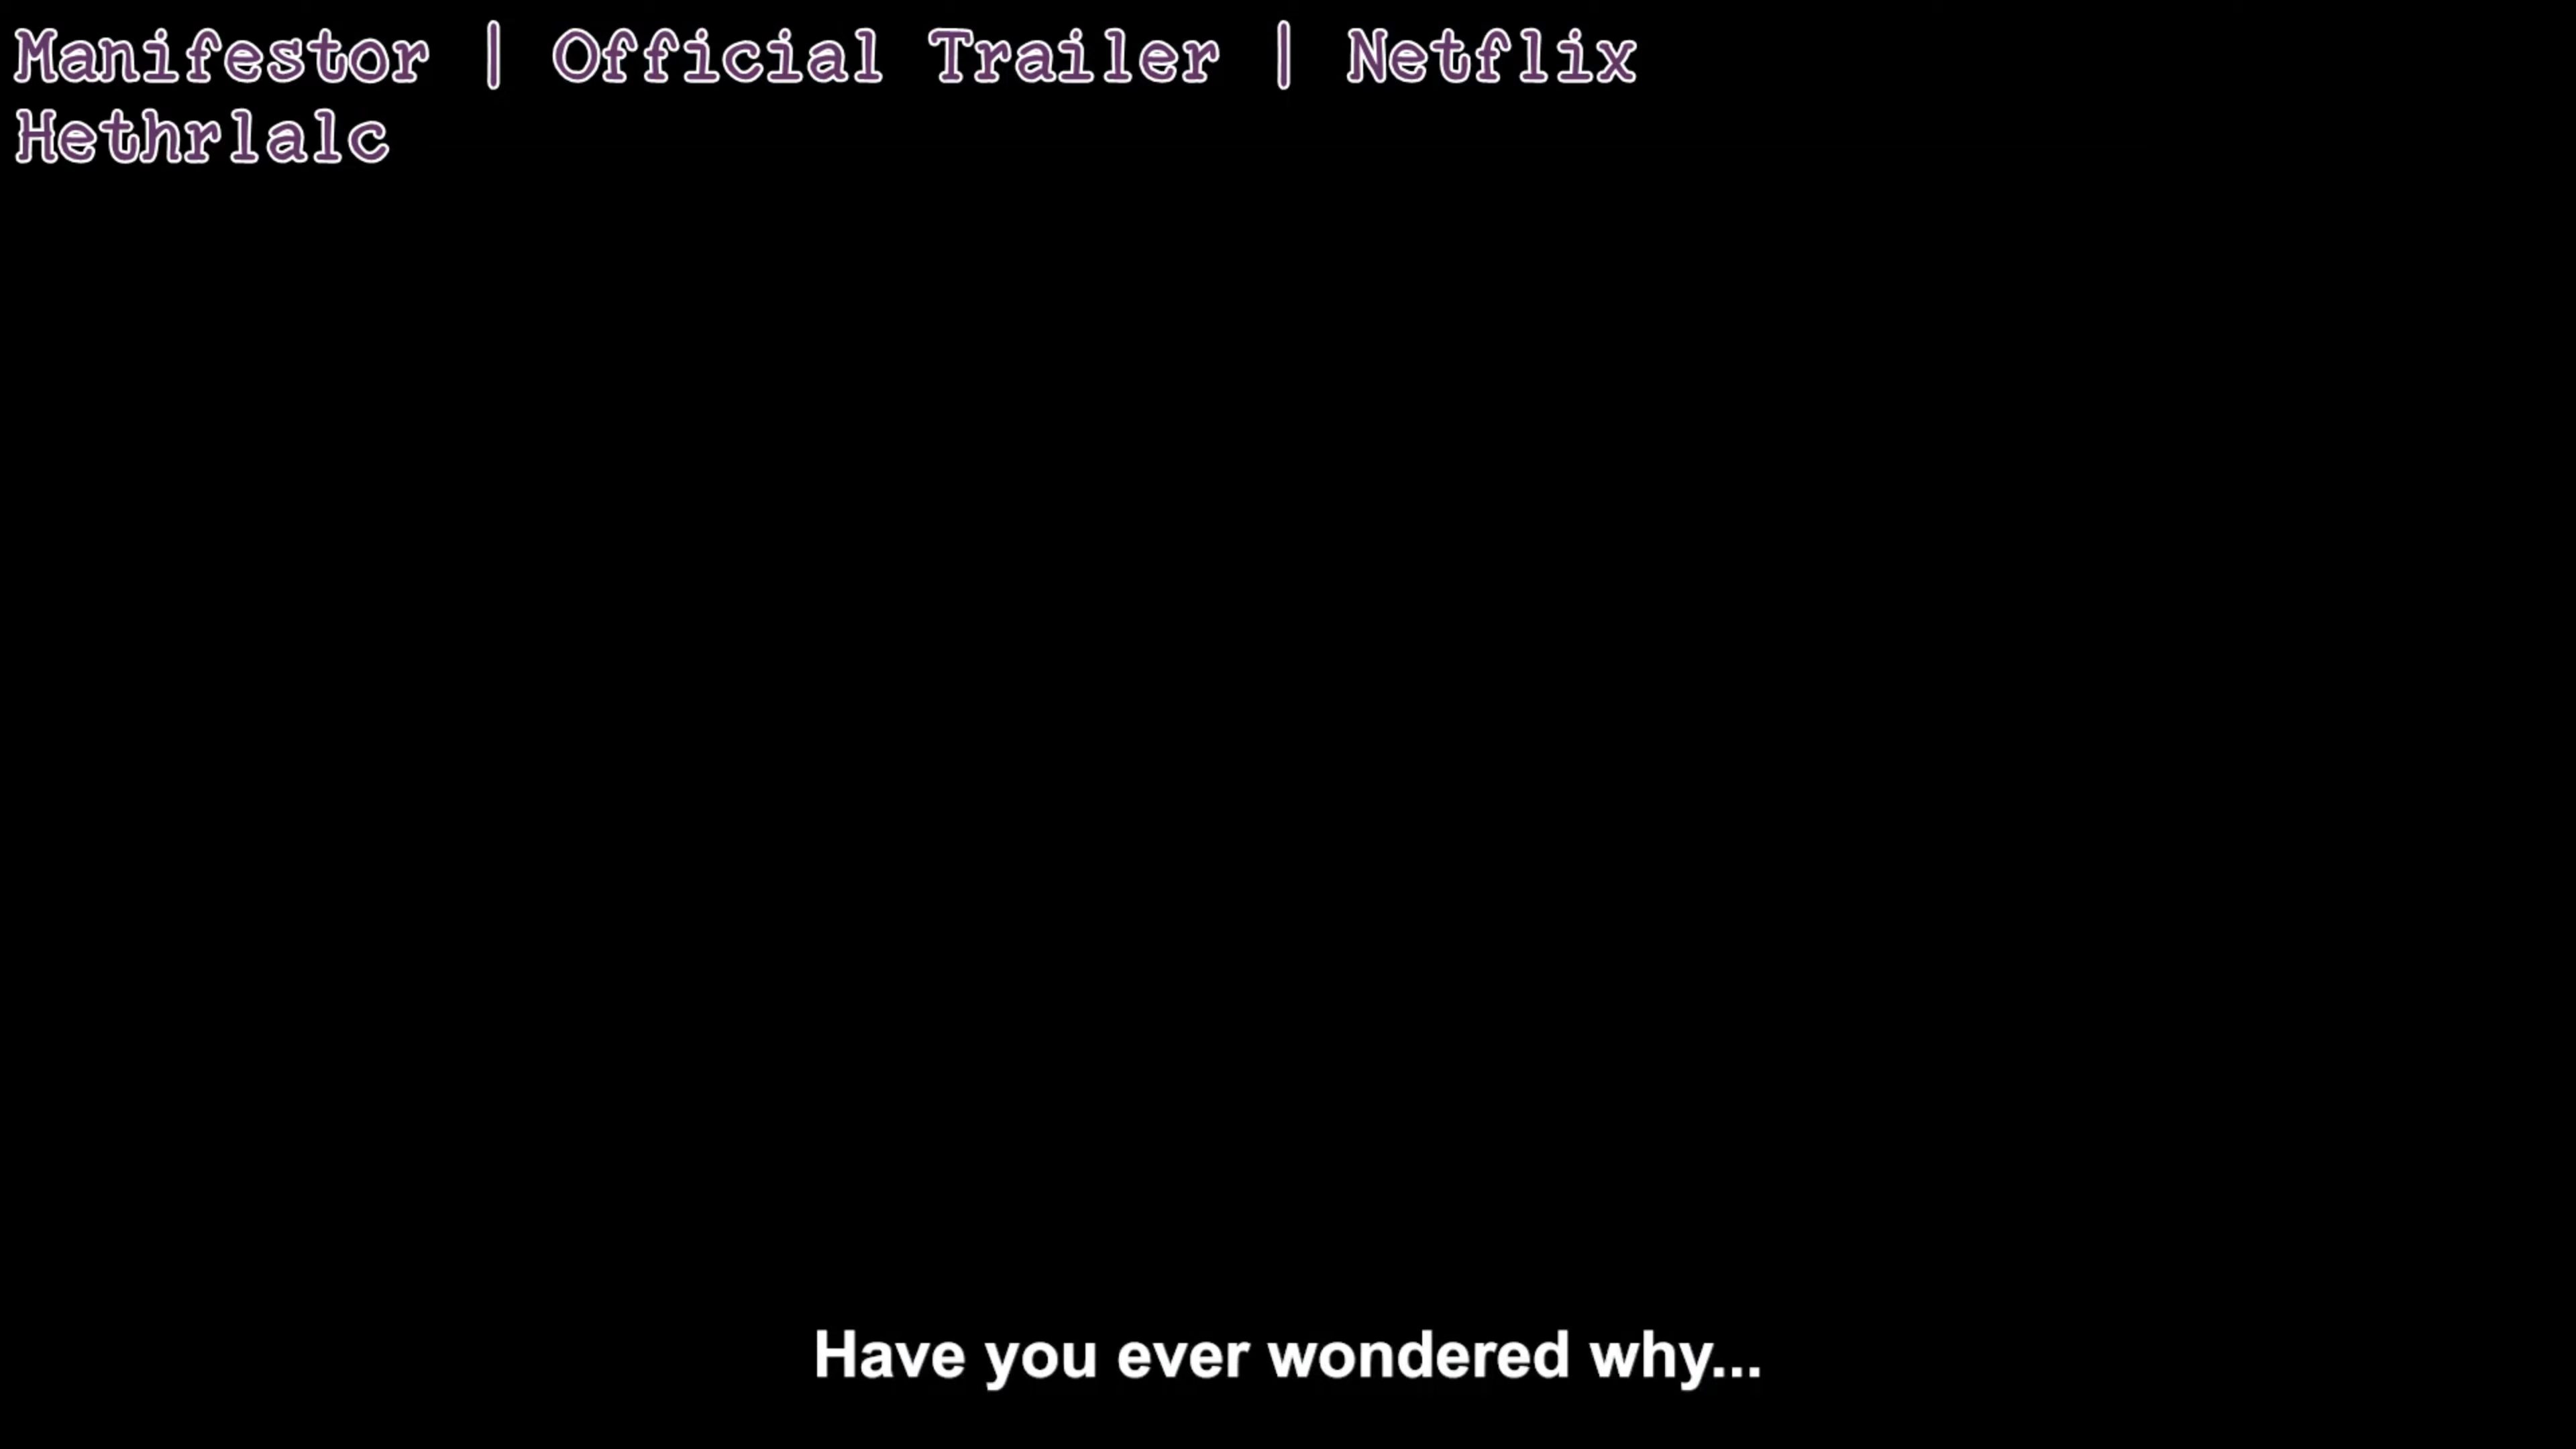 Manifestor | Official Trailer | Netflix
Hethrlalc
Have you ever wondered why...